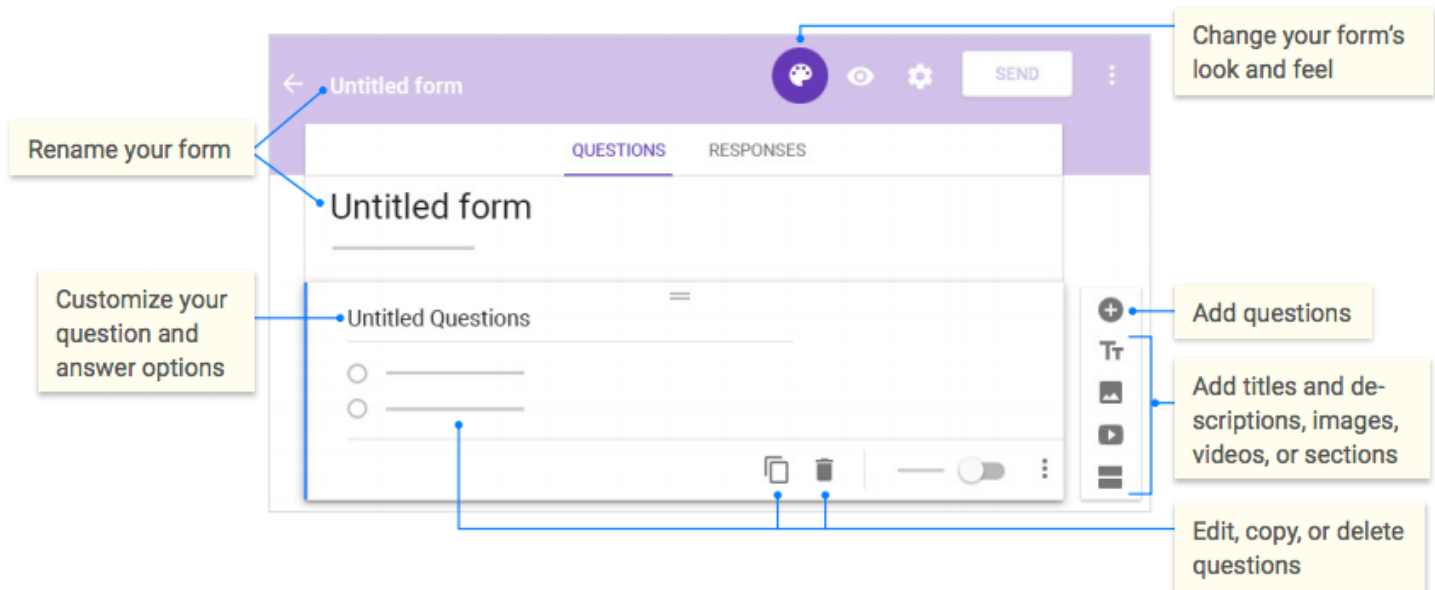 Change your form's
look and feel
Untitled form
SEND
Rename your form
QUESTIONS RESPONSES
Untitled form
Customize your
question and
answer options
Untitled Questions
Add questions
Tт
Add titles and de-
scriptions, images,
videos, or sections
Edit, copy, or delete
questions